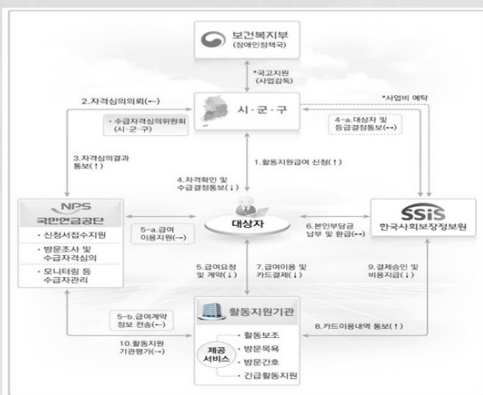 보건복지부
(장애인정책국)
*국고지원
(사업감독)
*사업비 예탁
2.자격심의의뢰(←)
시·군·구
· 수급자격심의위원회
(시·군·구)
4-a.대상자 및
등급결정통보(↔)
3.자격심의결과
통보(↑)
1.활동지원급여 신청(↑)
4.자격확인 및
수급결정통보(↓)
NPS
국민연금공단
· 신청서접수지원
· 방문조사 및
수급자격심의
· 모니터링 등
수급자관리
5-a.급여
이용지원(→)
대상자
6.본인부담금
납부 및 환급(↔)
SSiS
한국사회보장정보원
5.급여요청
및 계약(↓)
7.급여이용 및
카드결제(↓)
9.결제승인 및
비용지급(↓)
5-b.급여계약
정보 전송(←)
활동지원기관
8.카드이용내역 통보(↑)
10.활동지원
기관평가(→)
제공
서비스
· 활동보조
· 방문목욕
· 방문간호
· 긴급활동지원